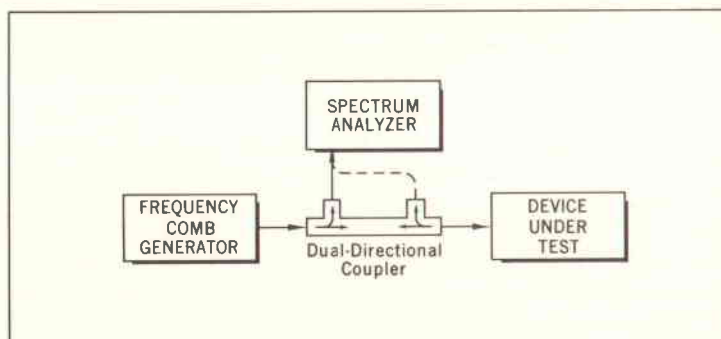 SPECTRUM
ANALYZER
FREQUENCY
COMB
GENERATOR
Dual-Directional
Coupler
DEVICE
UNDER
TEST